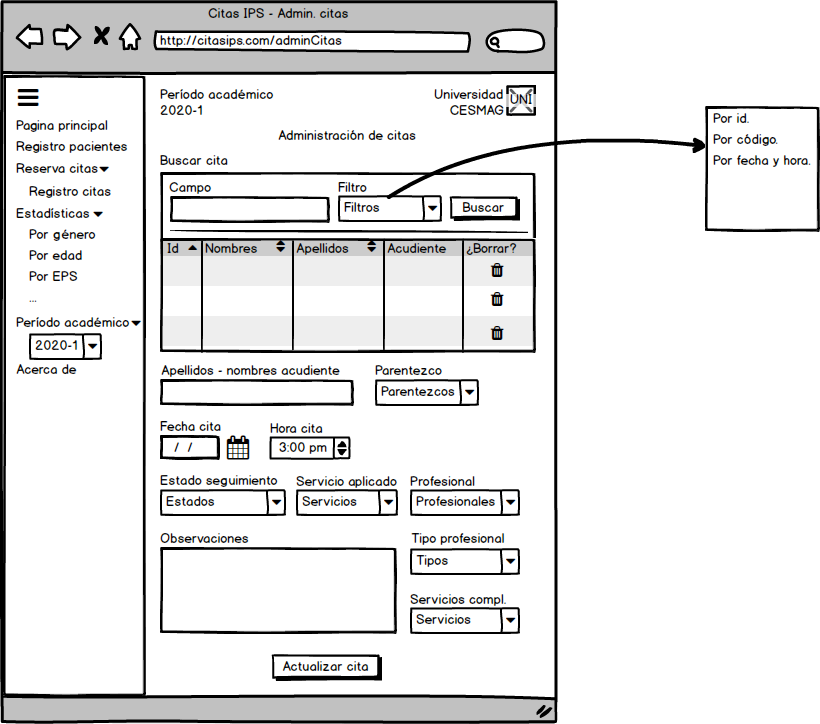 Citas IPS - Admin. citas
http://citasips.com/adminCitas
Pagina principal
Registro pacientes
Reserva citas
Registro citas
Estadísticas
Por género
Por edad
Por EPS
...
Período académico
2020-1
Acerca de
Período académico
2020-1
Universidad
CESMAG
UNI
Administración de citas
Buscar cita
Campo
Filtro
Filtros
Buscar
Id Nombres Apellidos Acudiente ¿Borrar?
Apellidos - nombres acudiente
Parentezco
Parentezcos
Fecha cita
/ /
Hora cita
3:00 pm
Estado seguimiento
Estados
Servicio aplicado
Servicios
Profesional
Profesionales
Observaciones
Tipo profesional
Tipos
Servicios compl.
Servicios
Actualizar cita
Por id.
Por código.
Por fecha y hora.